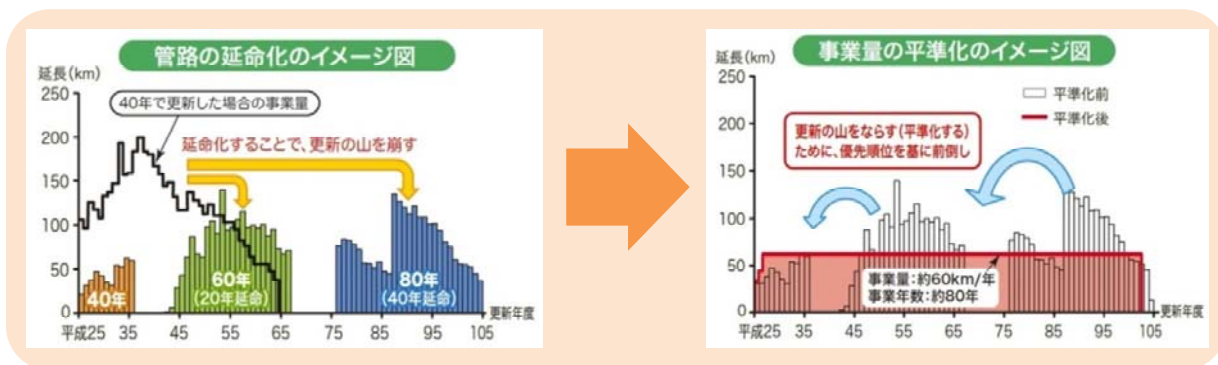 管路の延命化のイメージ図
延長(km)
250
200
150
100
50
0
40年で更新した場合の事業量
延命化することで、更新の山を崩す
40年
60年
(20年延命)
80年
(40年延命)
平成25 35 45 55 65 75 85 95 105
更新年度
事業量の平準化のイメージ図
延長(km)
250
200
150
100
50
0
平準化前
平準化後
更新の山をならす(平準化する)
ために、優先順位を基に前倒し
事業量:約60km/年
事業年数:約80年
平成25 35 45 55 65 75 85 95 105
更新年度